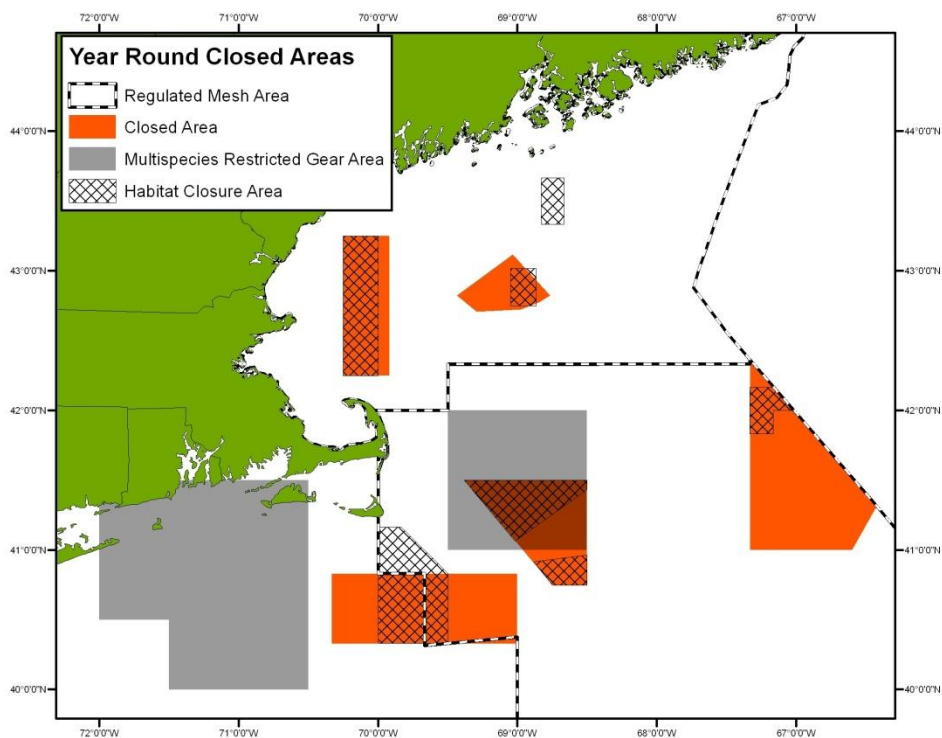 72°0'0"W 71°0'0"W 70°0'0"W 69°0'0"W 68°0'0"W 67°0'0"W
Year Round Closed Areas
Regulated Mesh Area
Closed Area
Multispecies Restricted Gear Area
Habitat Closure Area
44°0'0"N 44°0'0"N
43°0'0"N 43°0'0"N
42°0'0"N 42°0'0"N
41°0'0"N 41°0'0"N
40°0'0"N 40°0'0"N
72°0'0"W 71°0'0"W 70°0'0"W 69°0'0"W 68°0'0"W 67°0'0"W